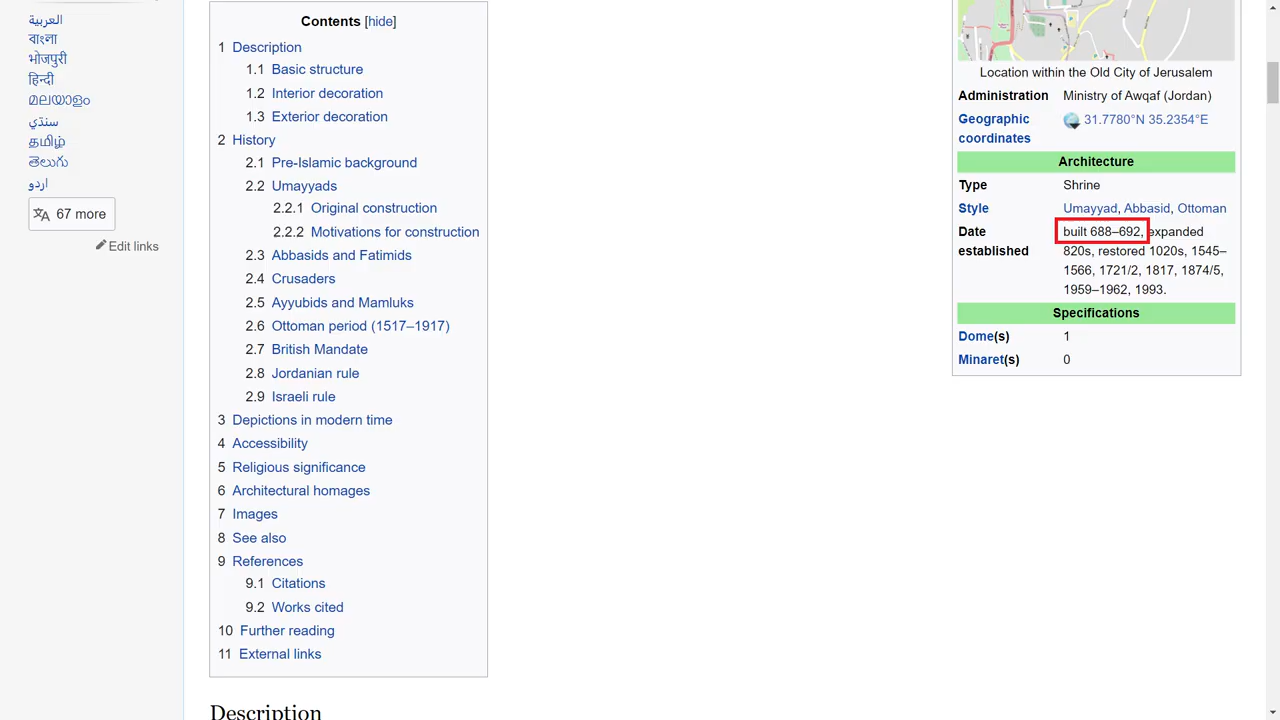 العربية
বাংলা
भोजपुरी
हिन्दी
മലയാളം
سنڌي
தமிழ்
తెలుగు
اردو
67 more
Edit links
Contents [hide]
1 Description
1.1 Basic structure
1.2 Interior decoration
1.3 Exterior decoration
2 History
2.1 Pre-Islamic background
2.2 Umayyads
2.2.1 Original construction
2.2.2 Motivations for construction
2.3 Abbasids and Fatimids
2.4 Crusaders
2.5 Ayyubids and Mamluks
2.6 Ottoman period (1517–1917)
2.7 British Mandate
2.8 Jordanian rule
2.9 Israeli rule
3 Depictions in modern time
4 Accessibility
5 Religious significance
6 Architectural homages
7 Images
8 See also
9 References
9.1 Citations
9.2 Works cited
10 Further reading
11 External links
Description
Location within the Old City of Jerusalem
Administration Ministry of Awqaf (Jordan)
Geographic coordinates 31.7780°N 35.2354°E
Architecture
Type Shrine
Style Umayyad, Abbasid, Ottoman
Date established built 688–692, expanded
820s, restored 1020s, 1545–
1566, 1721/2, 1817, 1874/5,
1959–1962, 1993.
Specifications
Dome(s) 1
Minaret(s) 0